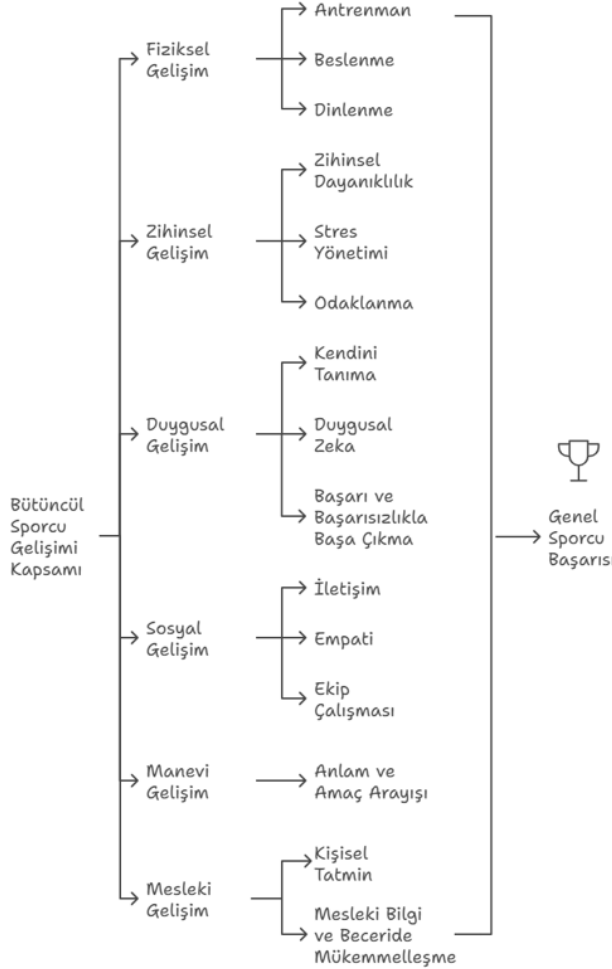 Bütüncül
Sporcu
Gelişimi
Kapsamı
Fiziksel
Gelişim
Antrenman
Beslenme
Dinlenme
Zihinsel
Gelişim
Zihinsel
Dayanıklılık
Stres
Yönetimi
Odaklanma
Duygusal
Gelişim
Kendini
Tanıma
Duygusal
Zeka
Başarı ve
Başarısızlıkla
Başa Çıkma
Sosyal
Gelişim
İletişim
Empati
Ekip
Çalışması
Manevi
Gelişim
Anlam ve
Amaç Arayışı
Mesleki
Gelişim
Kişisel
Tatmin
Mesleki Bilgi
ve Beceride
Mükemmelleşme
Genel
Sporcu
Başarısı